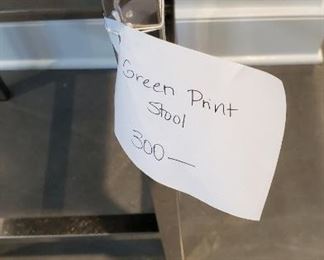 Green Print
Stool
300—